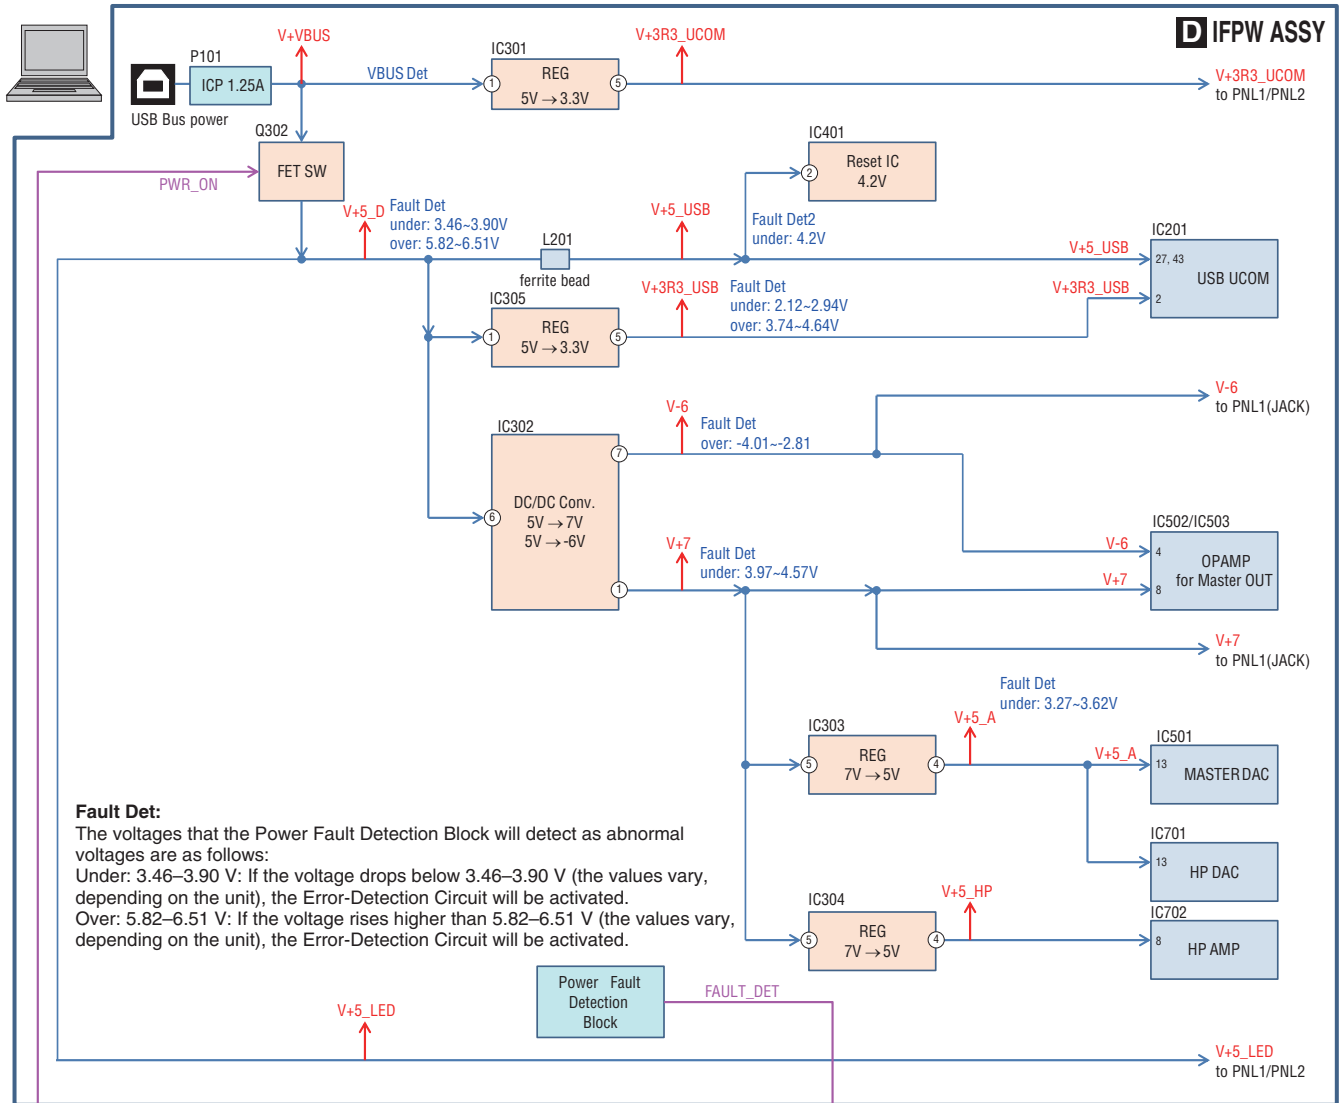 D IFPW ASSY
V+VBUS
P101
ICP 1.25A
USB Bus power
VBUS Det
IC301
1
REG
5V → 3.3V
5
V+3R3_UCOM
V+3R3_UCOM
to PNL1/PNL2
Q302
FET SW
PWR_ON
IC401
2
Reset IC
4.2V
V+5_D
Fault Det
under: 3.46~3.90V
over: 5.82~6.51V
L201
ferrite bead
V+5_USB
Fault Det2
under: 4.2V
V+5_USB
IC201
27, 43
USB UCOM
2
V+3R3_USB
IC305
1
REG
5V → 3.3V
5
V+3R3_USB
Fault Det
under: 2.12~2.94V
over: 3.74~4.64V
V-6
to PNL1(JACK)
IC302
6
DC/DC Conv.
5V → 7V
5V → -6V
7
1
V-6
Fault Det
over: -4.01~-2.81
V+7
Fault Det
under: 3.97~4.57V
IC502/IC503
V-6
4
OPAMP
for Master OUT
V+7
8
V+7
to PNL1(JACK)
Fault Det
under: 3.27~3.62V
IC303
5
REG
7V → 5V
4
V+5_A
V+5_A
IC501
13
MASTER DAC
IC701
13
HP DAC
IC304
5
REG
7V → 5V
4
V+5_HP
IC702
8
HP AMP
Fault Det:
The voltages that the Power Fault Detection Block will detect as abnormal
voltages are as follows:
Under: 3.46–3.90 V: If the voltage drops below 3.46–3.90 V (the values vary,
depending on the unit), the Error-Detection Circuit will be activated.
Over: 5.82–6.51 V: If the voltage rises higher than 5.82–6.51 V (the values vary,
depending on the unit), the Error-Detection Circuit will be activated.
Power Fault
Detection
Block
FAULT_DET
V+5_LED
V+5_LED
to PNL1/PNL2